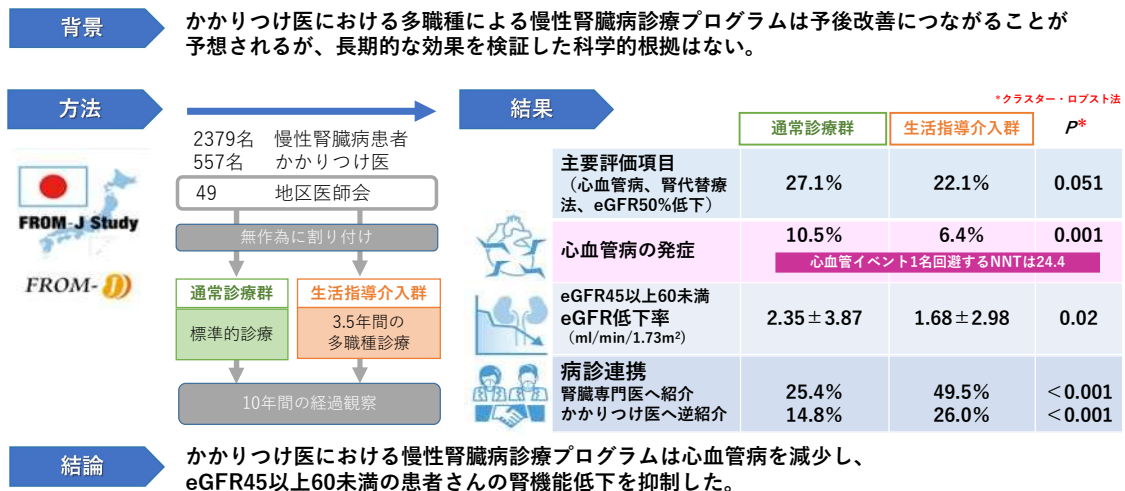 背景
かかりつけ医における多職種による慢性腎臓病診療プログラムは予後改善につながることが
予想されるが、長期的な効果を検証した科学的根拠はない。
方法
2379名 慢性腎臓病患者
557名 かかりつけ医
49 地区医師会
FROM-J Study
FROM-J
無作為に割り付け
通常診療群 生活指導介入群
標準的診療
3.5年間の
多職種診療
10年間の経過観察
結果
*クラスター・ロブスト法
通常診療群 生活指導介入群 P*
主要評価項目
（心血管病、腎代替療
法、eGFR50%低下）
27.1% 22.1% 0.051
心血管病の発症
10.5% 6.4% 0.001
心血管イベント1名回避するNNTは24.4
eGFR45以上60未満
eGFR低下率
（ml/min/1.73m²）
2.35±3.87 1.68±2.98 0.02
病診連携
腎臓専門医へ紹介 25.4% 49.5% ＜0.001
かかりつけ医へ逆紹介 14.8% 26.0% ＜0.001
結論
かかりつけ医における慢性腎臓病診療プログラムは心血管病を減少し、
eGFR45以上60未満の患者さんの腎機能低下を抑制した。